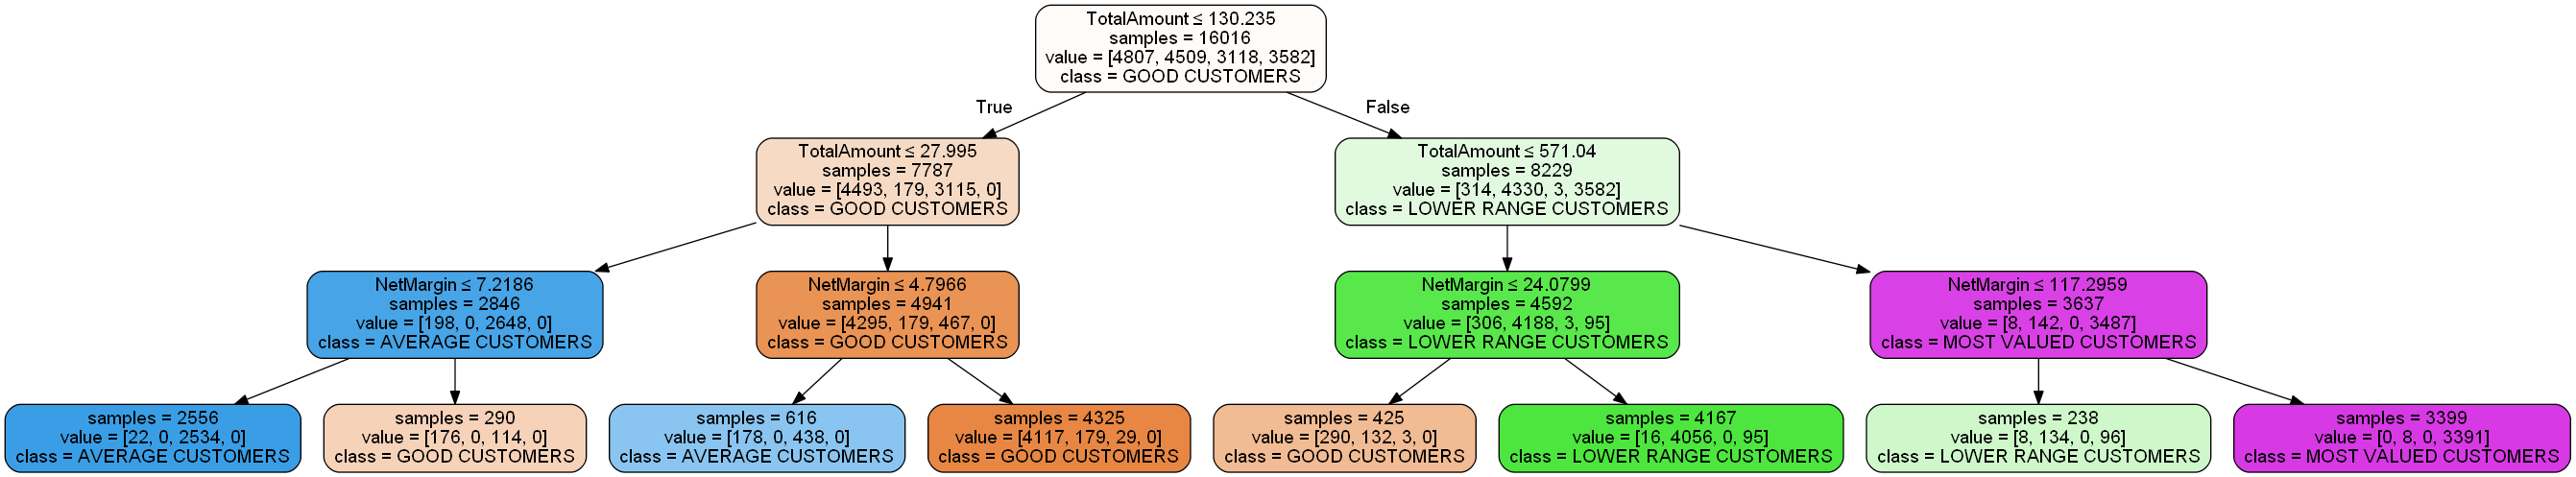 TotalAmount ≤ 130.235
samples = 16016
value = [4807, 4509, 3118, 3582]
class = GOOD CUSTOMERS
True
False
TotalAmount ≤ 27.995
samples = 7787
value = [4493, 179, 3115, 0]
class = GOOD CUSTOMERS
TotalAmount ≤ 571.04
samples = 8229
value = [314, 4330, 3, 3582]
class = LOWER RANGE CUSTOMERS
NetMargin ≤ 7.2186
samples = 2846
value = [198, 0, 2648, 0]
class = AVERAGE CUSTOMERS
NetMargin ≤ 4.7966
samples = 4941
value = [4295, 179, 467, 0]
class = GOOD CUSTOMERS
NetMargin ≤ 24.0799
samples = 4592
value = [306, 4188, 3, 95]
class = LOWER RANGE CUSTOMERS
NetMargin ≤ 117.2959
samples = 3637
value = [8, 142, 0, 3487]
class = MOST VALUED CUSTOMERS
samples = 2556
value = [22, 0, 2534, 0]
class = AVERAGE CUSTOMERS
samples = 290
value = [176, 0, 114, 0]
class = GOOD CUSTOMERS
samples = 616
value = [178, 0, 438, 0]
class = AVERAGE CUSTOMERS
samples = 4325
value = [4117, 179, 29, 0]
class = GOOD CUSTOMERS
samples = 425
value = [290, 132, 3, 0]
class = GOOD CUSTOMERS
samples = 4167
value = [16, 4056, 0, 95]
class = LOWER RANGE CUSTOMERS
samples = 238
value = [8, 134, 0, 96]
class = LOWER RANGE CUSTOMERS
samples = 3399
value = [0, 8, 0, 3391]
class = MOST VALUED CUSTOMERS